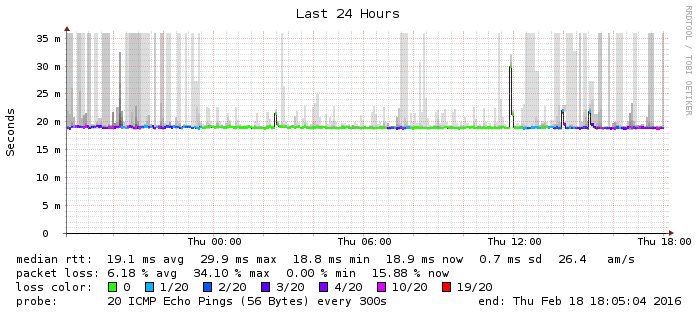 Last 24 Hours
RRDTOOL / TOBI OETIKER
Seconds
35 m
30 m
25 m
20 m
15 m
10 m
5 m
0
Thu 00:00 Thu 06:00 Thu 12:00 Thu 18:00
median rtt: 19.1 ms avg 29.9 ms max 18.8 ms min 18.9 ms now 0.7 ms sd 26.4 am/s
packet loss: 6.18 % avg 34.10 % max 0.00 % min 15.88 % now
loss color: 0 1/20 2/20 3/20 4/20 10/20 19/20
probe: 20 ICMP Echo Pings (56 Bytes) every 300s end: Thu Feb 18 18:05:04 2016